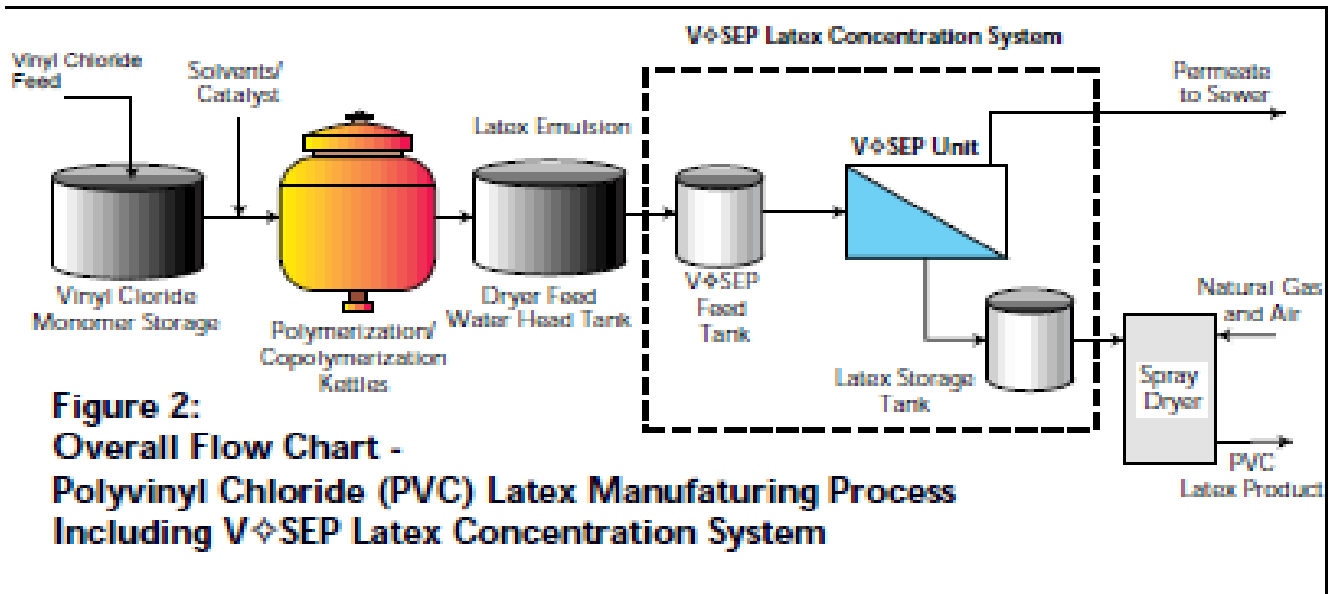 V✧SEP Latex Concentration System
Vinyl Chloride
Feed
Solvents/
Catalyst
Permeate
to Sewer
Latex Emulsion
V✧SEP Unit
Vinyl Cloride
Monomer Storage
Polymerization/
Copolymerization
Kettles
Dryer Feed
Water Head Tank
V✧SEP
Feed
Tank
Natural Gas
and Air
Latex Storage
Tank
Spray
Dryer
PVC
Latex Product
Figure 2:
Overall Flow Chart -
Polyvinyl Chloride (PVC) Latex Manufaturing Process
Including V✧SEP Latex Concentration System